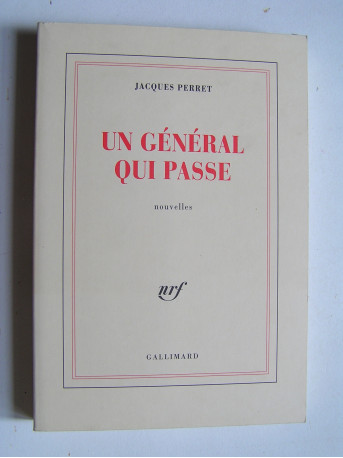 JACQUES PERRET
UN GÉNÉRAL
QUI PASSE
nouvelles
nrf
GALLIMARD